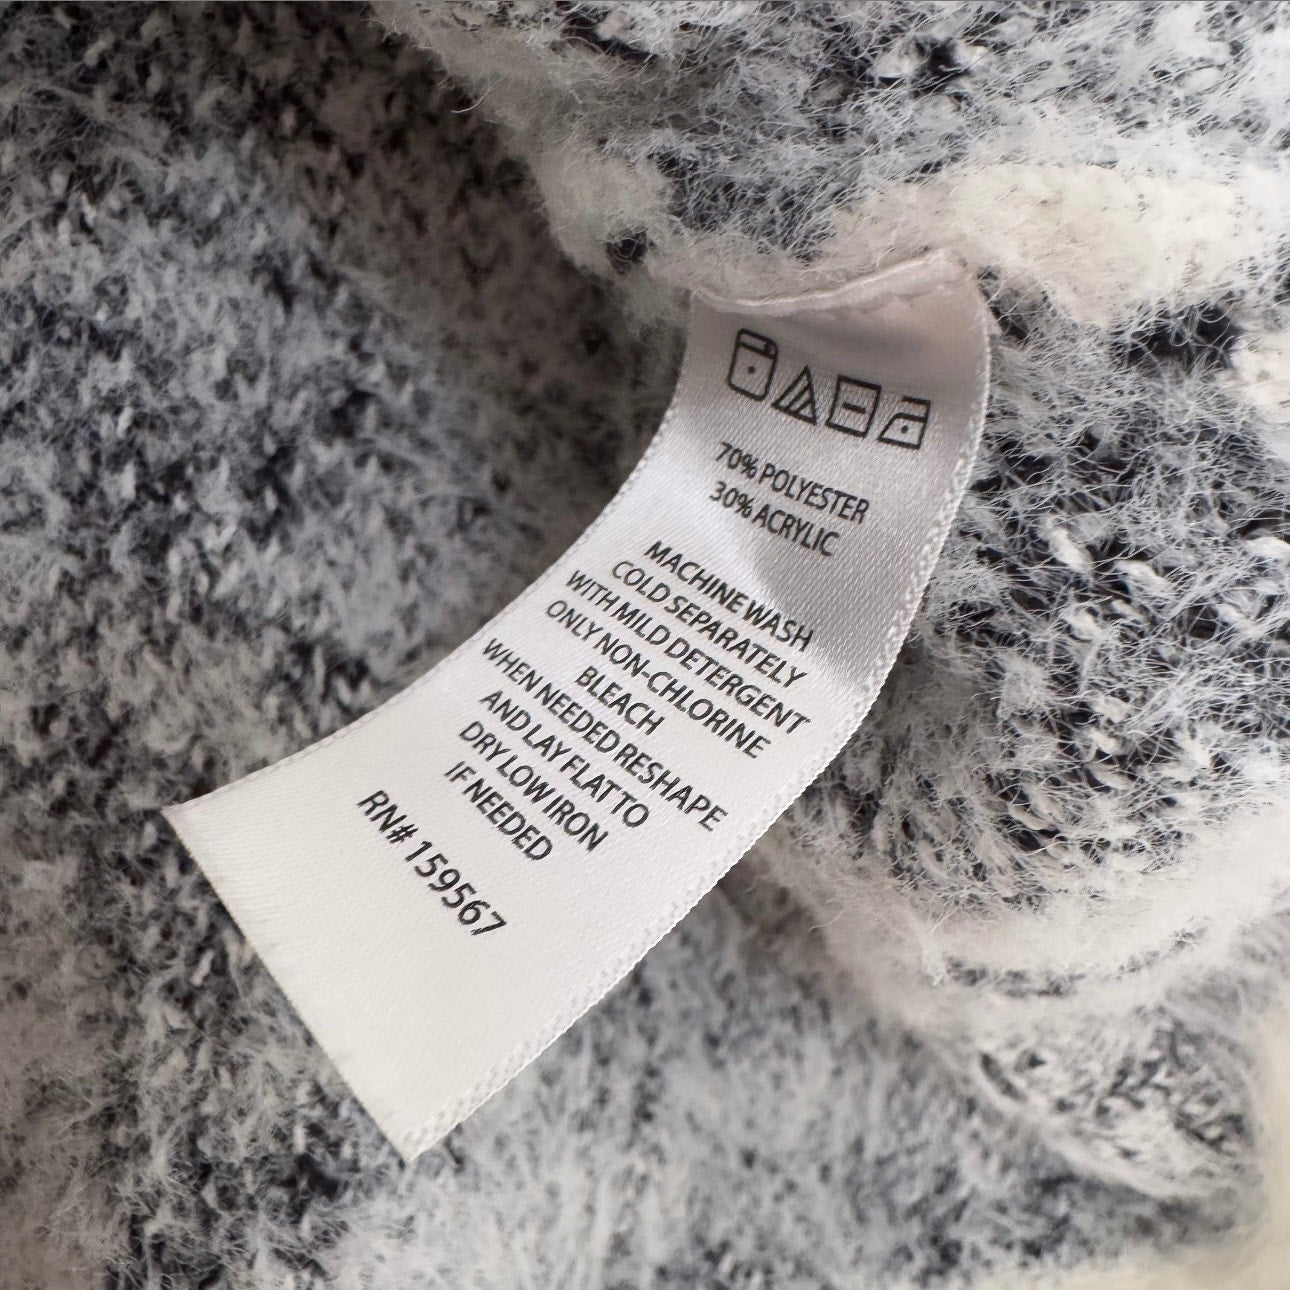 70% POLYESTER
30% ACRYLIC
MACHINE WASH
COLD SEPARATELY
WITH MILD DETERGENT
ONLY NON-CHLORINE
BLEACH
WHEN NEEDED RESHAPE
AND LAY FLAT TO
DRY LOW IRON
IF NEEDED
RN# 159567